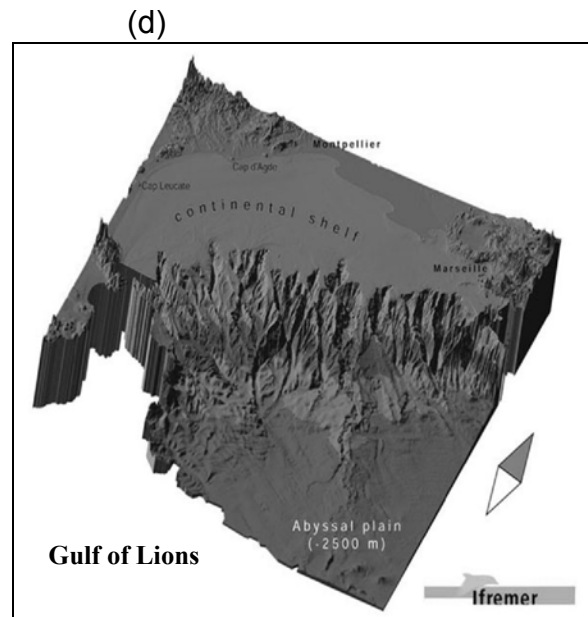 (d)
Montpellier
Cap d'Agde
Cap Leucate
continental shelf
Marseille
Abyssal plain
(-2500 m)
Gulf of Lions
Ifremer